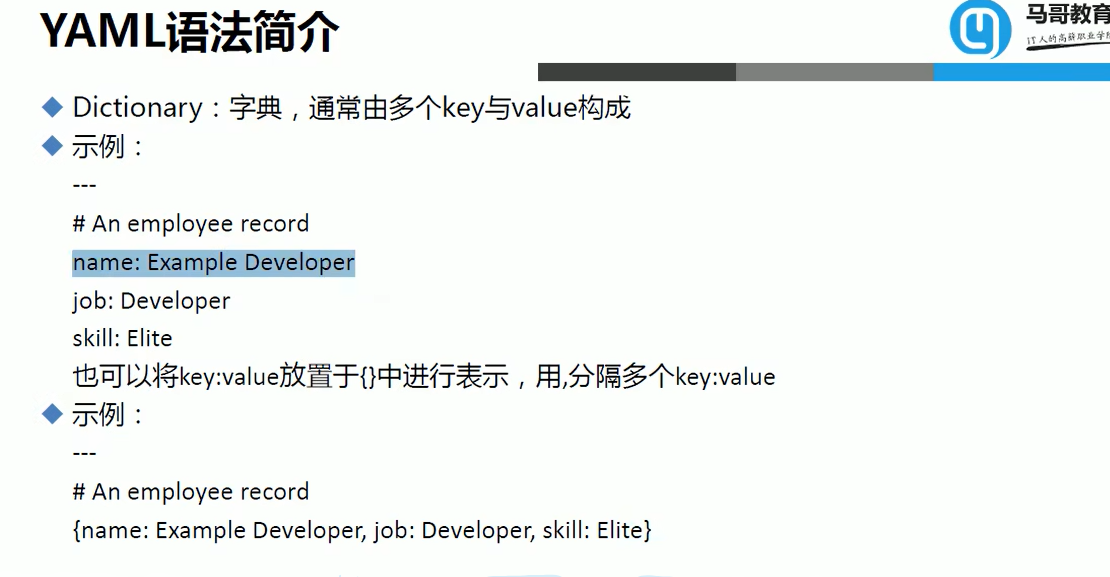 YAML语法简介
马哥教育
IT人的高薪职业学院
Dictionary：字典，通常由多个key与value构成
示例：
---
# An employee record
name: Example Developer
job: Developer
skill: Elite
也可以将key:value放置于{}中进行表示，用,分隔多个key:value
示例：
---
# An employee record
{name: Example Developer, job: Developer, skill: Elite}